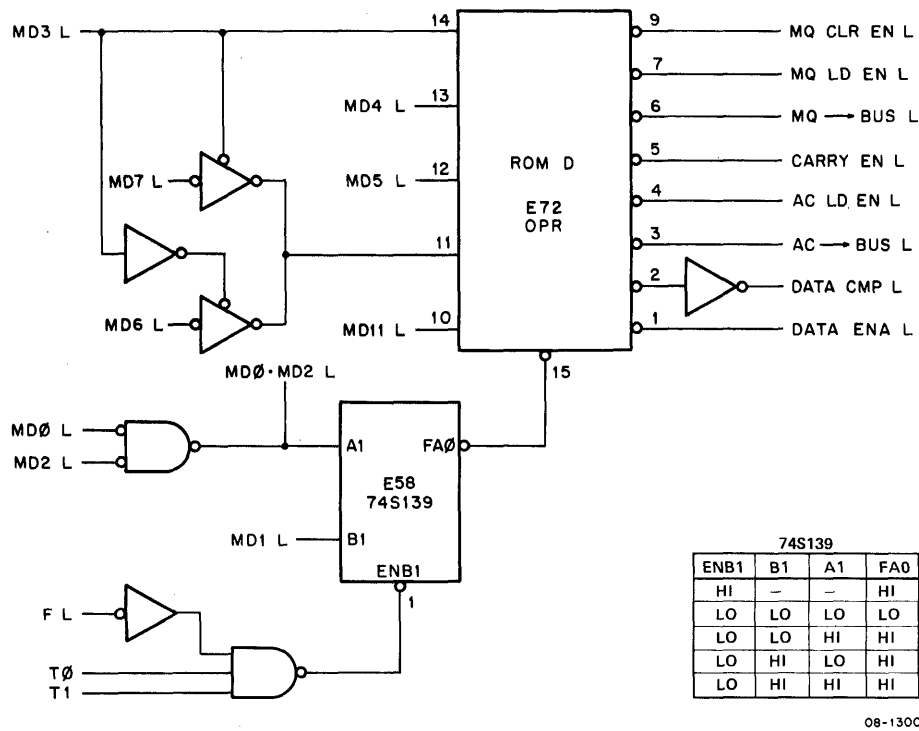 MD3 L
14
9
MQ CLR EN L
7
MQ LD EN L
MD4 L
13
6
MQ → BUS L
MD7 L
MD5 L
12
ROM D
E72
OPR
5
CARRY EN L
4
AC LD EN L
11
3
AC → BUS L
2
DATA CMP L
MD6 L
MD11 L
10
1
DATA ENA L
15
MDØ·MD2 L
MDØ L
MD2 L
A1
FAØ
E58
74S139
MD1 L
B1
ENB1
1
F L
TØ
T1
74S139
ENB1 B1 A1 FA0
HI – – HI
LO LO LO LO
LO LO HI HI
LO HI LO HI
LO HI HI HI
08-1300